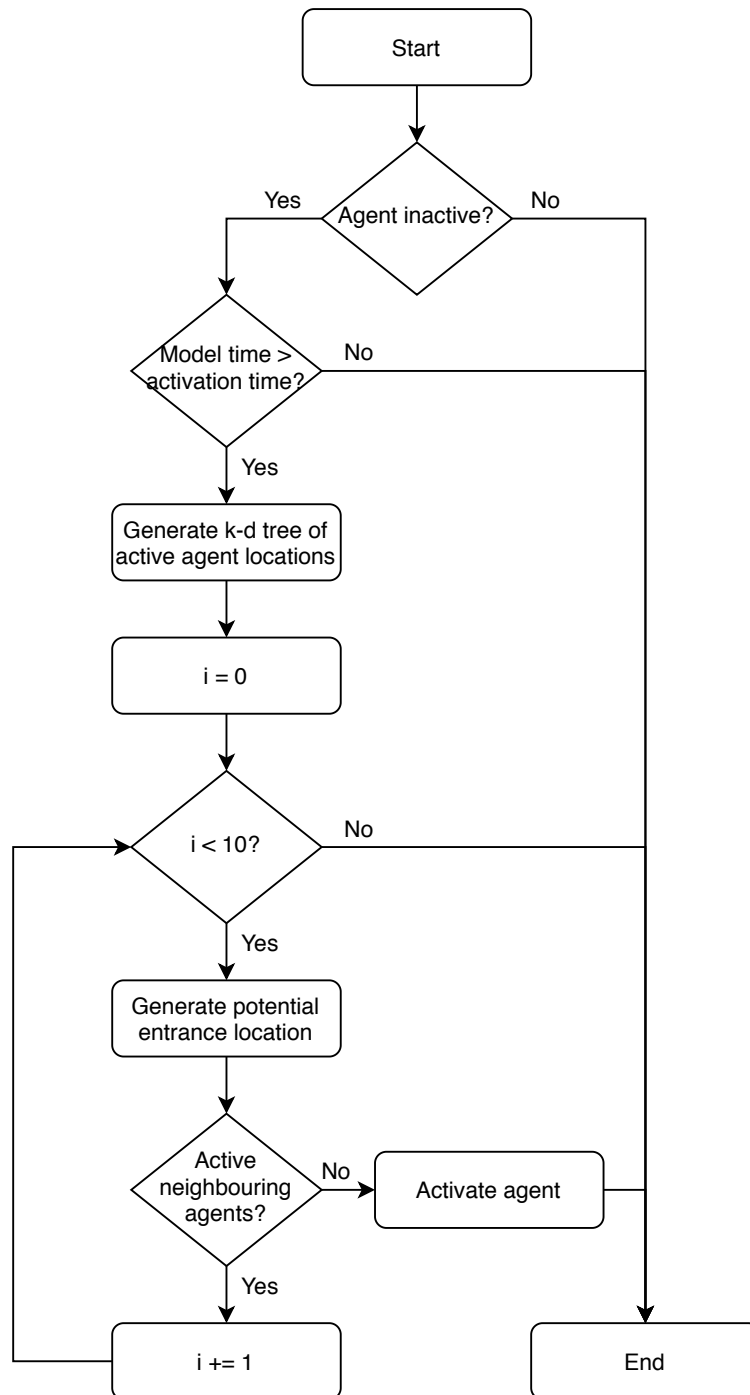 Start
Agent inactive?
Yes
No
Model time >
activation time?
No
Yes
Generate k-d tree of
active agent locations
i = 0
i < 10?
No
Yes
Generate potential
entrance location
Active
neighbouring
agents?
No
Activate agent
Yes
i += 1
End